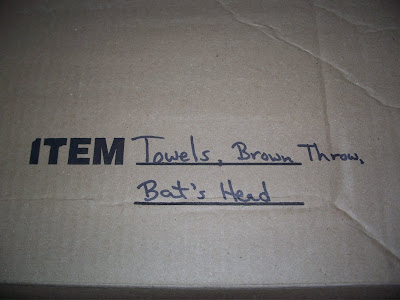 ITEM Towels, Brown Throw,
Bat's Head